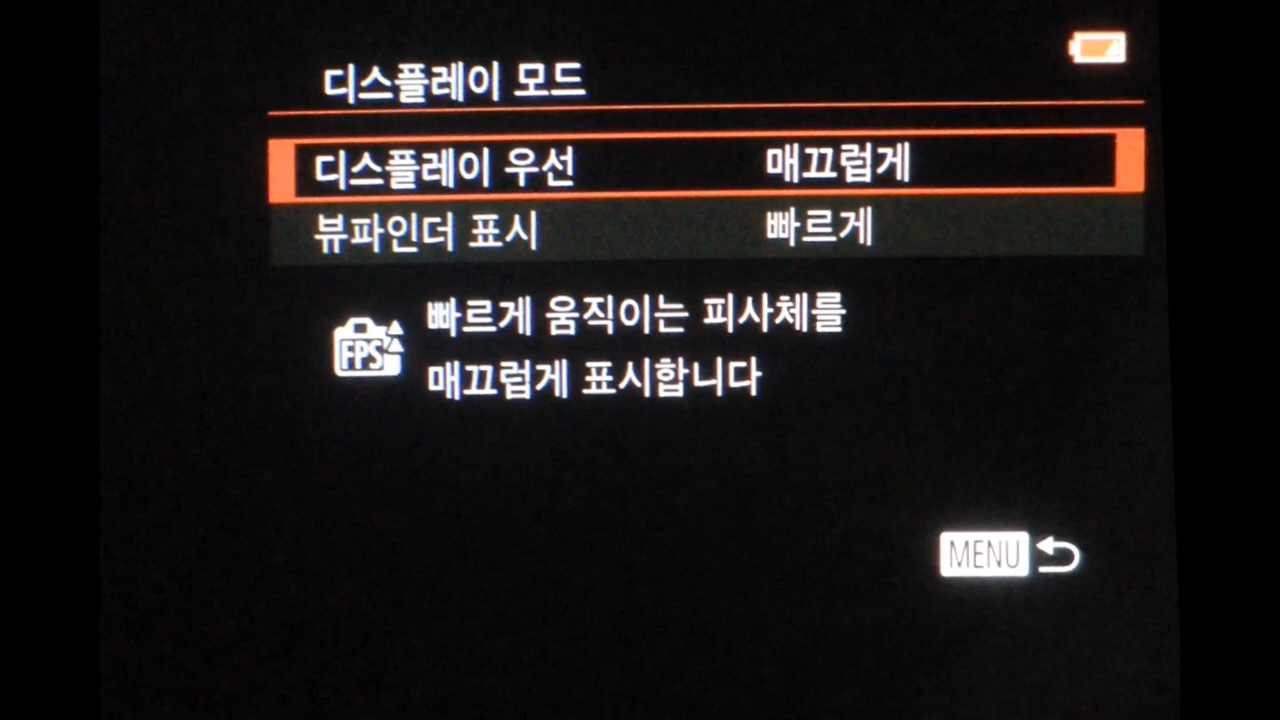 디스플레이 모드
디스플레이 우선 매끄럽게
뷰파인더 표시 빠르게
FPS 빠르게 움직이는 피사체를
매끄럽게 표시합니다
MENU